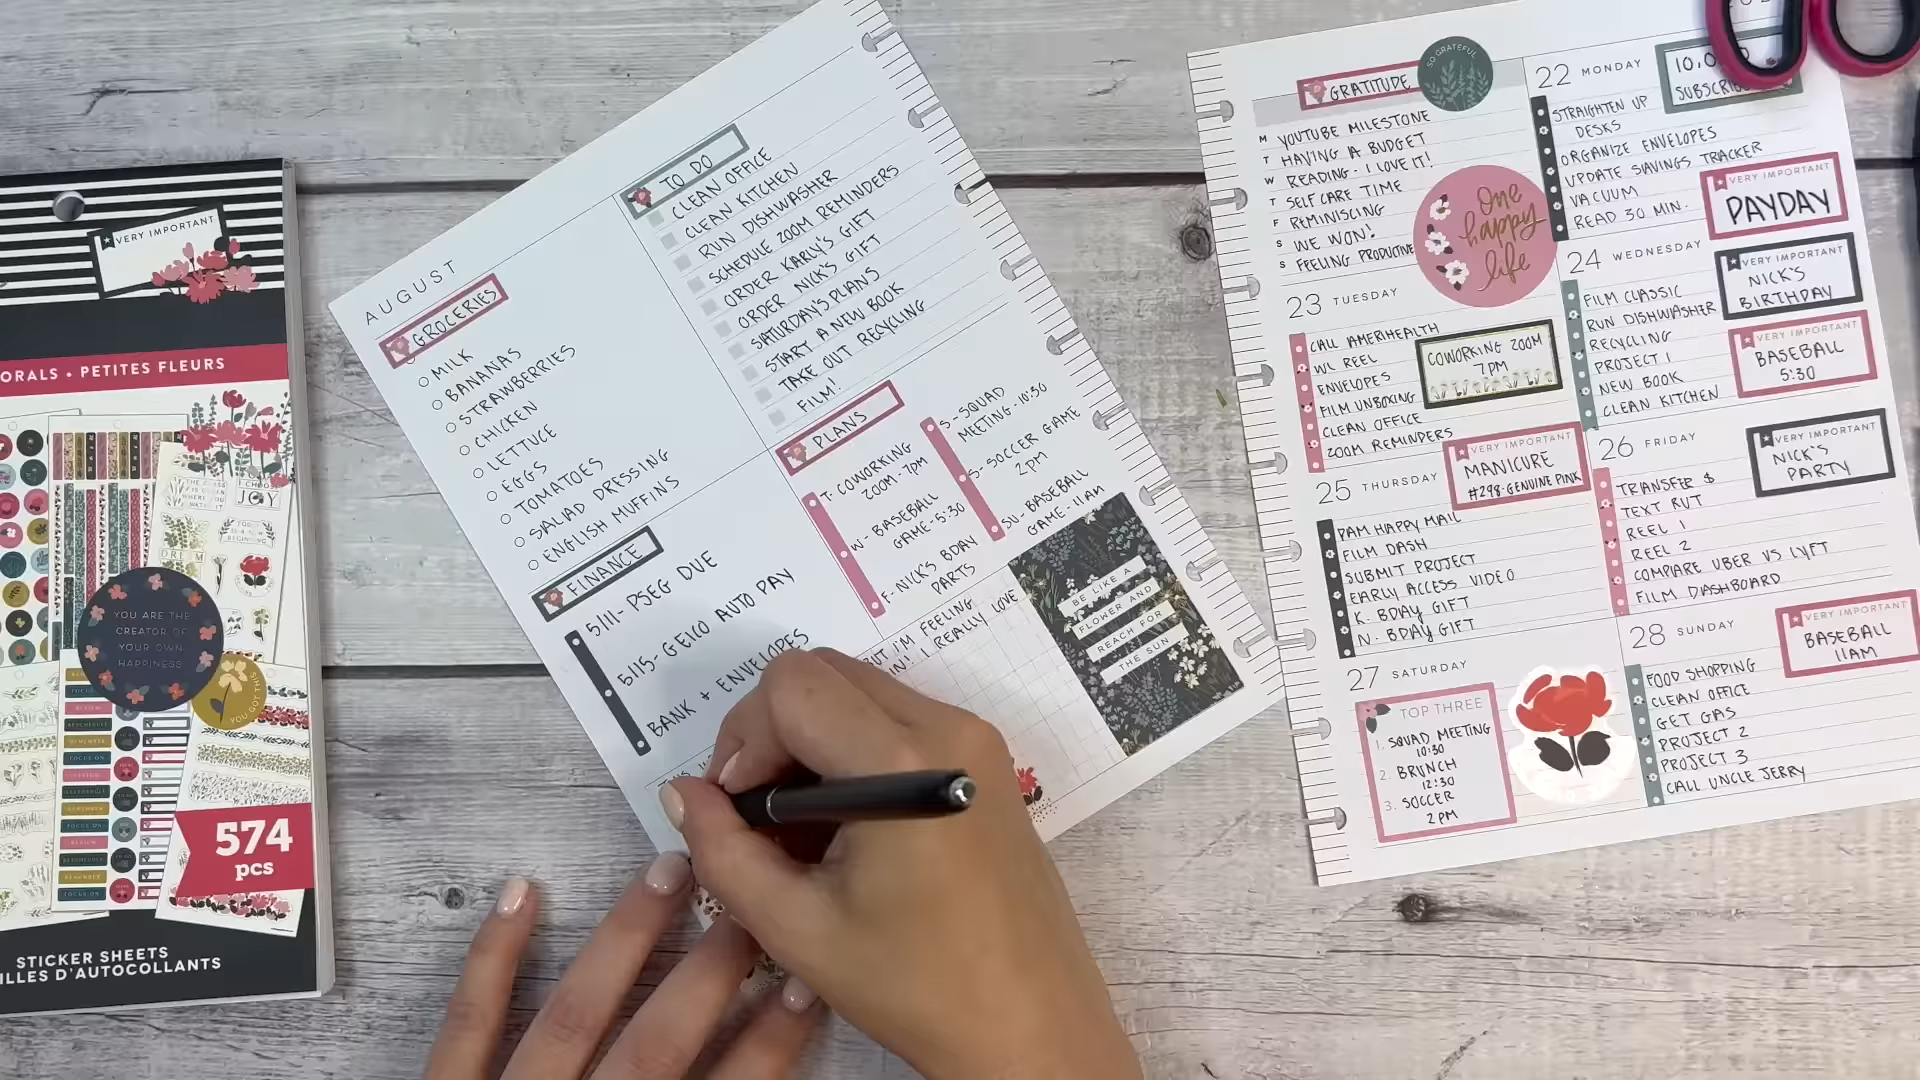 VERY IMPORTANT
ORALS • PETITES FLEURS
I CHOOSE
JOY
YOU ARE THE
CREATOR OF
YOUR OWN
HAPPINESS
YOU GOT THIS
574
pcs
STICKER SHEETS
ILLES D'AUTOCOLLANTS
AUGUST
GROCERIES
MILK
BANANAS
STRAWBERRIES
CHICKEN
LETTUCE
EGGS
TOMATOES
SALAD DRESSING
ENGLISH MUFFINS
FINANCE
PSEG DUE
GEICO AUTO PAY
BANK + ENVELOPES
TO DO
CLEAN OFFICE
CLEAN KITCHEN
RUN DISHWASHER
SCHEDULE ZOOM REMINDERS
ORDER KARLY'S GIFT
ORDER NICK'S GIFT
SATURDAY'S PLANS
START A NEW BOOK
TAKE OUT RECYCLING
FILM!
PLANS
T- COWORKING
ZOOM-7PM
W- BASEBALL
GAME-5:30
F- NICK'S BDAY
PARTS
S-SQUAD
MEETING-10:30
S-SOCCER GAME
2PM
SU-BASEBALL
GAME-11AM
BUT I'M FEELING
I REALLY LOVE
BE LIKE A
FLOWER AND
REACH FOR
THE SUN
GRATITUDE
SO GRATEFUL
M YOUTUBE MILESTONE
T HAVING A BUDGET
W READING - I LOVE IT!
T SELF CARE TIME
F REMINISCING
S WE WON!
S FEELING PRODUCTIVE
One
happy
life
22 MONDAY
10,0
SUBSCRIB
STRAIGHTEN UP
DESKS
ORGANIZE ENVELOPES
UPDATE SAVINGS TRACKER
VACUUM
READ 30 MIN.
VERY IMPORTANT
PAYDAY
23 TUESDAY
CALL AMERIHEALTH
WL REEL
ENVELOPES
FILM UNBOXING
CLEAN OFFICE
ZOOM REMINDERS
COWORKING ZOOM
7PM
24 WEDNESDAY
FILM CLASSIC
RUN DISHWASHER
RECYCLING
PROJECT 1
NEW BOOK
CLEAN KITCHEN
VERY IMPORTANT
NICK'S
BIRTHDAY
VERY IMPORTANT
BASEBALL
5:30
25 THURSDAY
VERY IMPORTANT
MANICURE
#298-GENUINE PINK
PAM HAPPY MAIL
FILM DASH
SUBMIT PROJECT
EARLY ACCESS VIDEO
K. BDAY GIFT
N. BDAY GIFT
26 FRIDAY
VERY IMPORTANT
NICK'S
PARTY
TRANSFER $
TEXT RUT
REEL 1
REEL 2
COMPARE UBER VS LYFT
FILM DASHBOARD
27 SATURDAY
TOP THREE
1. SQUAD MEETING
10:30
2. BRUNCH
12:30
3. SOCCER
2PM
28 SUNDAY
VERY IMPORTANT
BASEBALL
11AM
FOOD SHOPPING
CLEAN OFFICE
GET GAS
PROJECT 2
PROJECT 3
CALL UNCLE JERRY